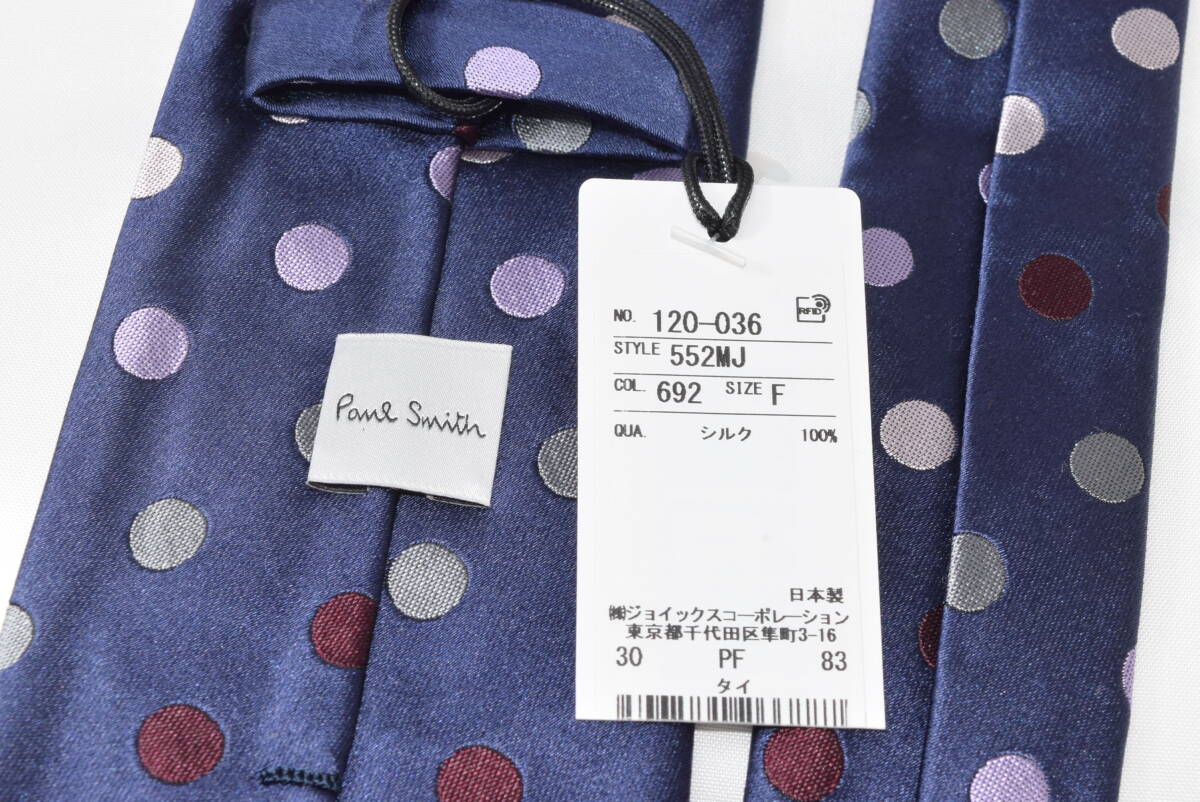 Paul Smith
RFID
NO. 120-036
STYLE 552MJ
COL. 692 SIZE F
QUA. シルク 100%
日本製
㈱ジョイックスコーポレーション
東京都千代田区隼町3-16
30 PF 83
タイ